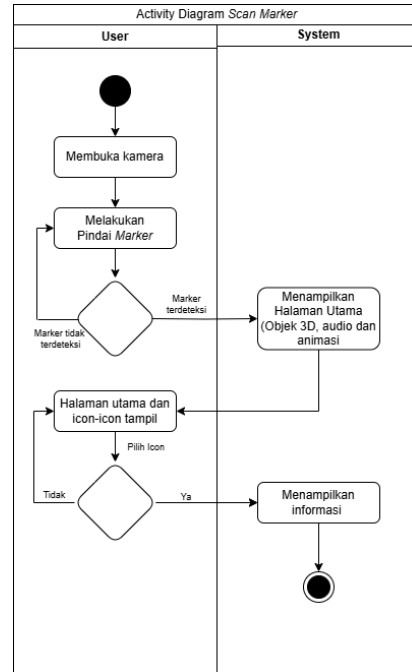 Activity Diagram Scan Marker
User
System
Membuka kamera
Melakukan
Pindai Marker
Marker
terdeteksi
Marker tidak
terdeteksi
Menampilkan
Halaman Utama
(Objek 3D, audio dan
animasi
Halaman utama dan
icon-icon tampil
Pilih Icon
Tidak
Ya
Menampilkan
informasi